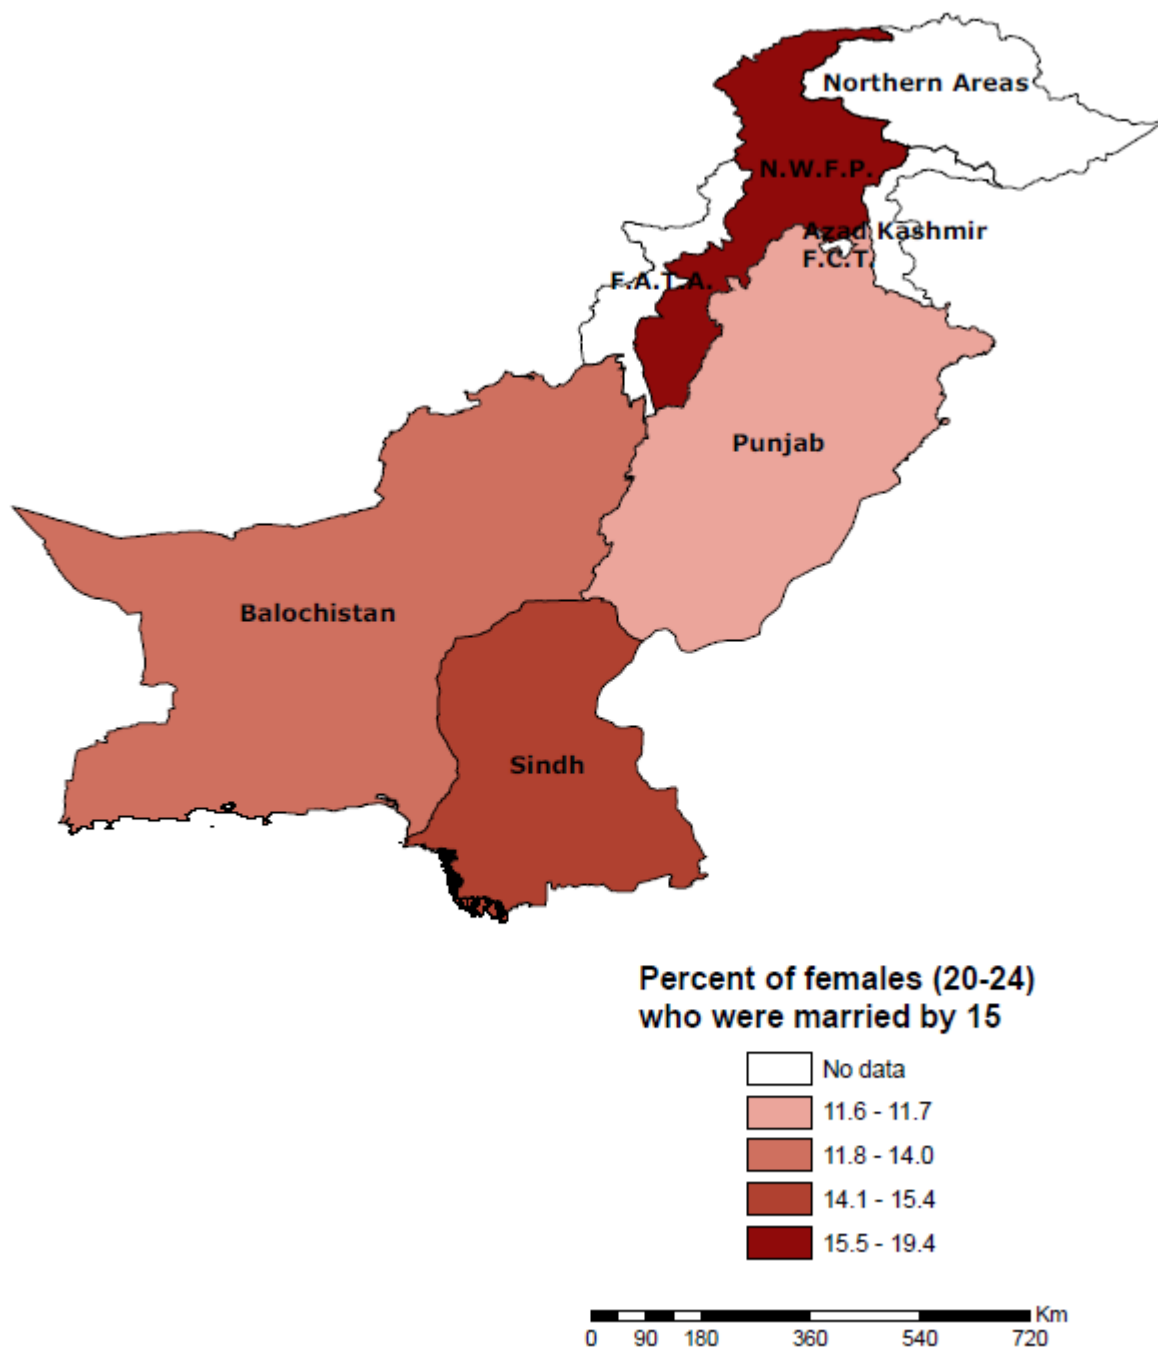 Northern Areas
N.W.F.P.
Azad Kashmir
F.C.T.
F.A.T.A.
Punjab
Balochistan
Sindh
Percent of females (20-24)
who were married by 15
No data
11.6 - 11.7
11.8 - 14.0
14.1 - 15.4
15.5 - 19.4
Km
0 90 180 360 540 720